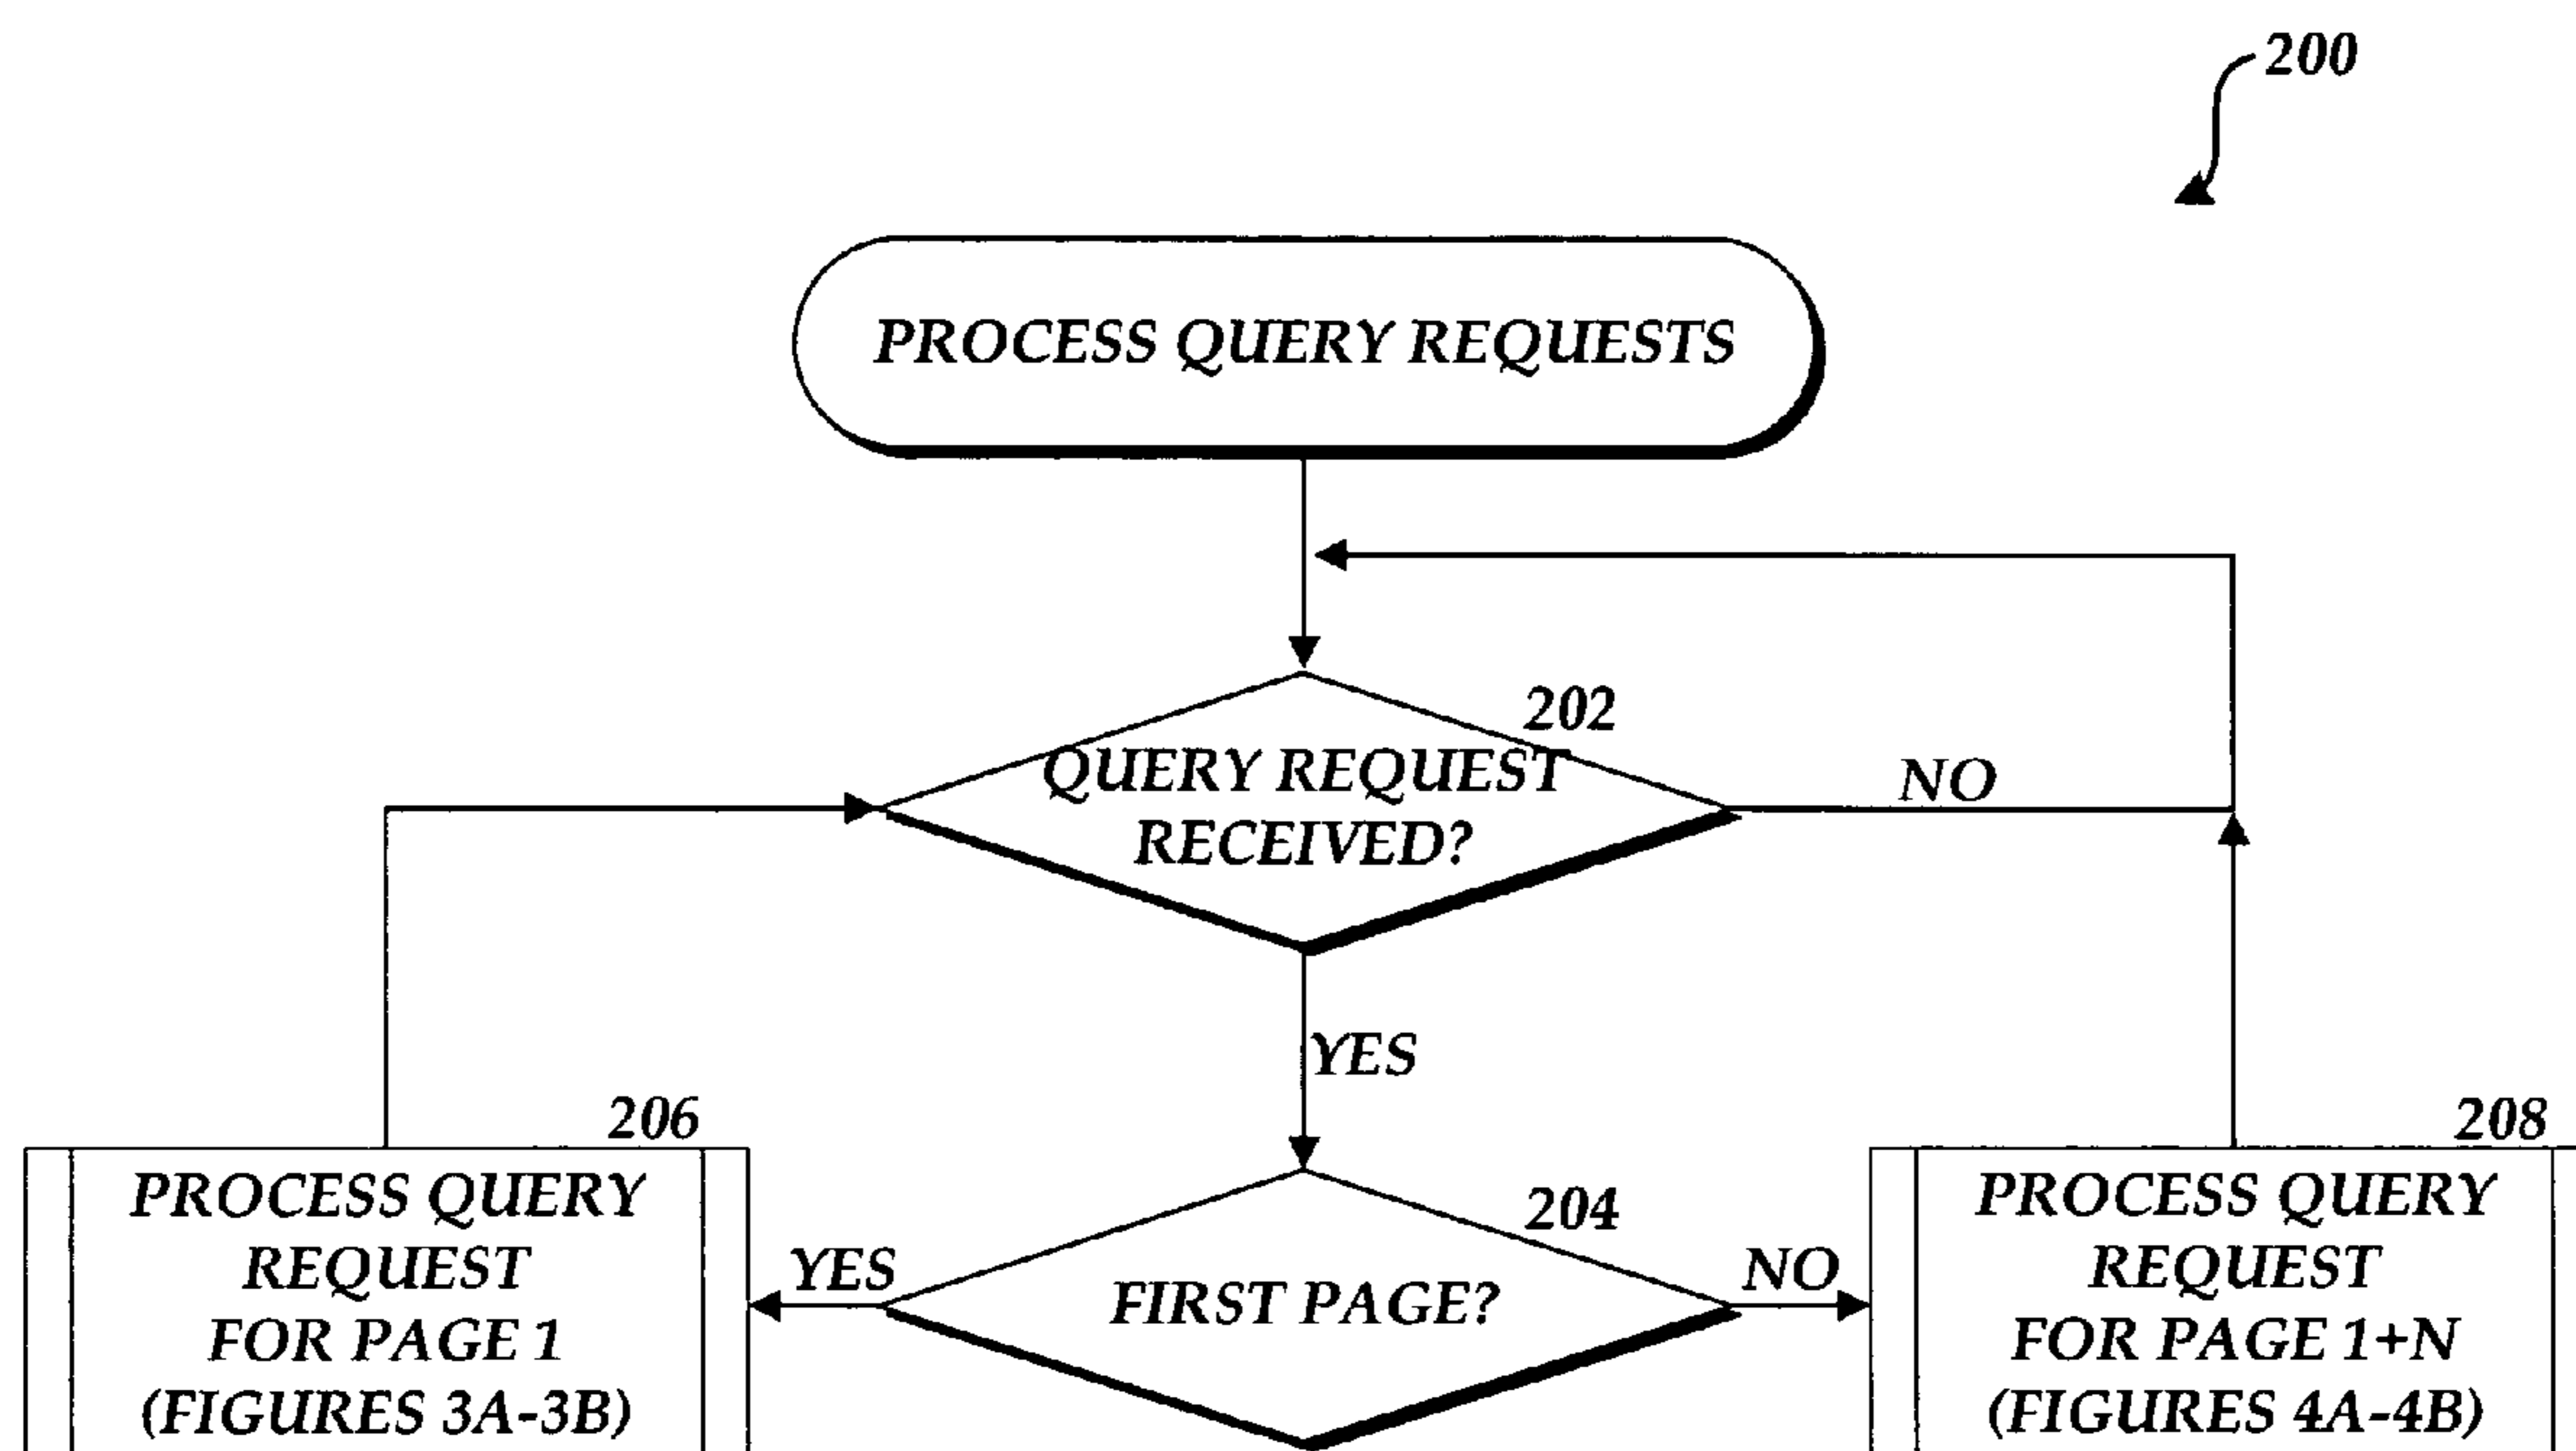 200
PROCESS QUERY REQUESTS
202
QUERY REQUEST
RECEIVED?
NO
YES
206
PROCESS QUERY
REQUEST
FOR PAGE 1
(FIGURES 3A-3B)
YES
204
FIRST PAGE?
NO
208
PROCESS QUERY
REQUEST
FOR PAGE 1+N
(FIGURES 4A-4B)